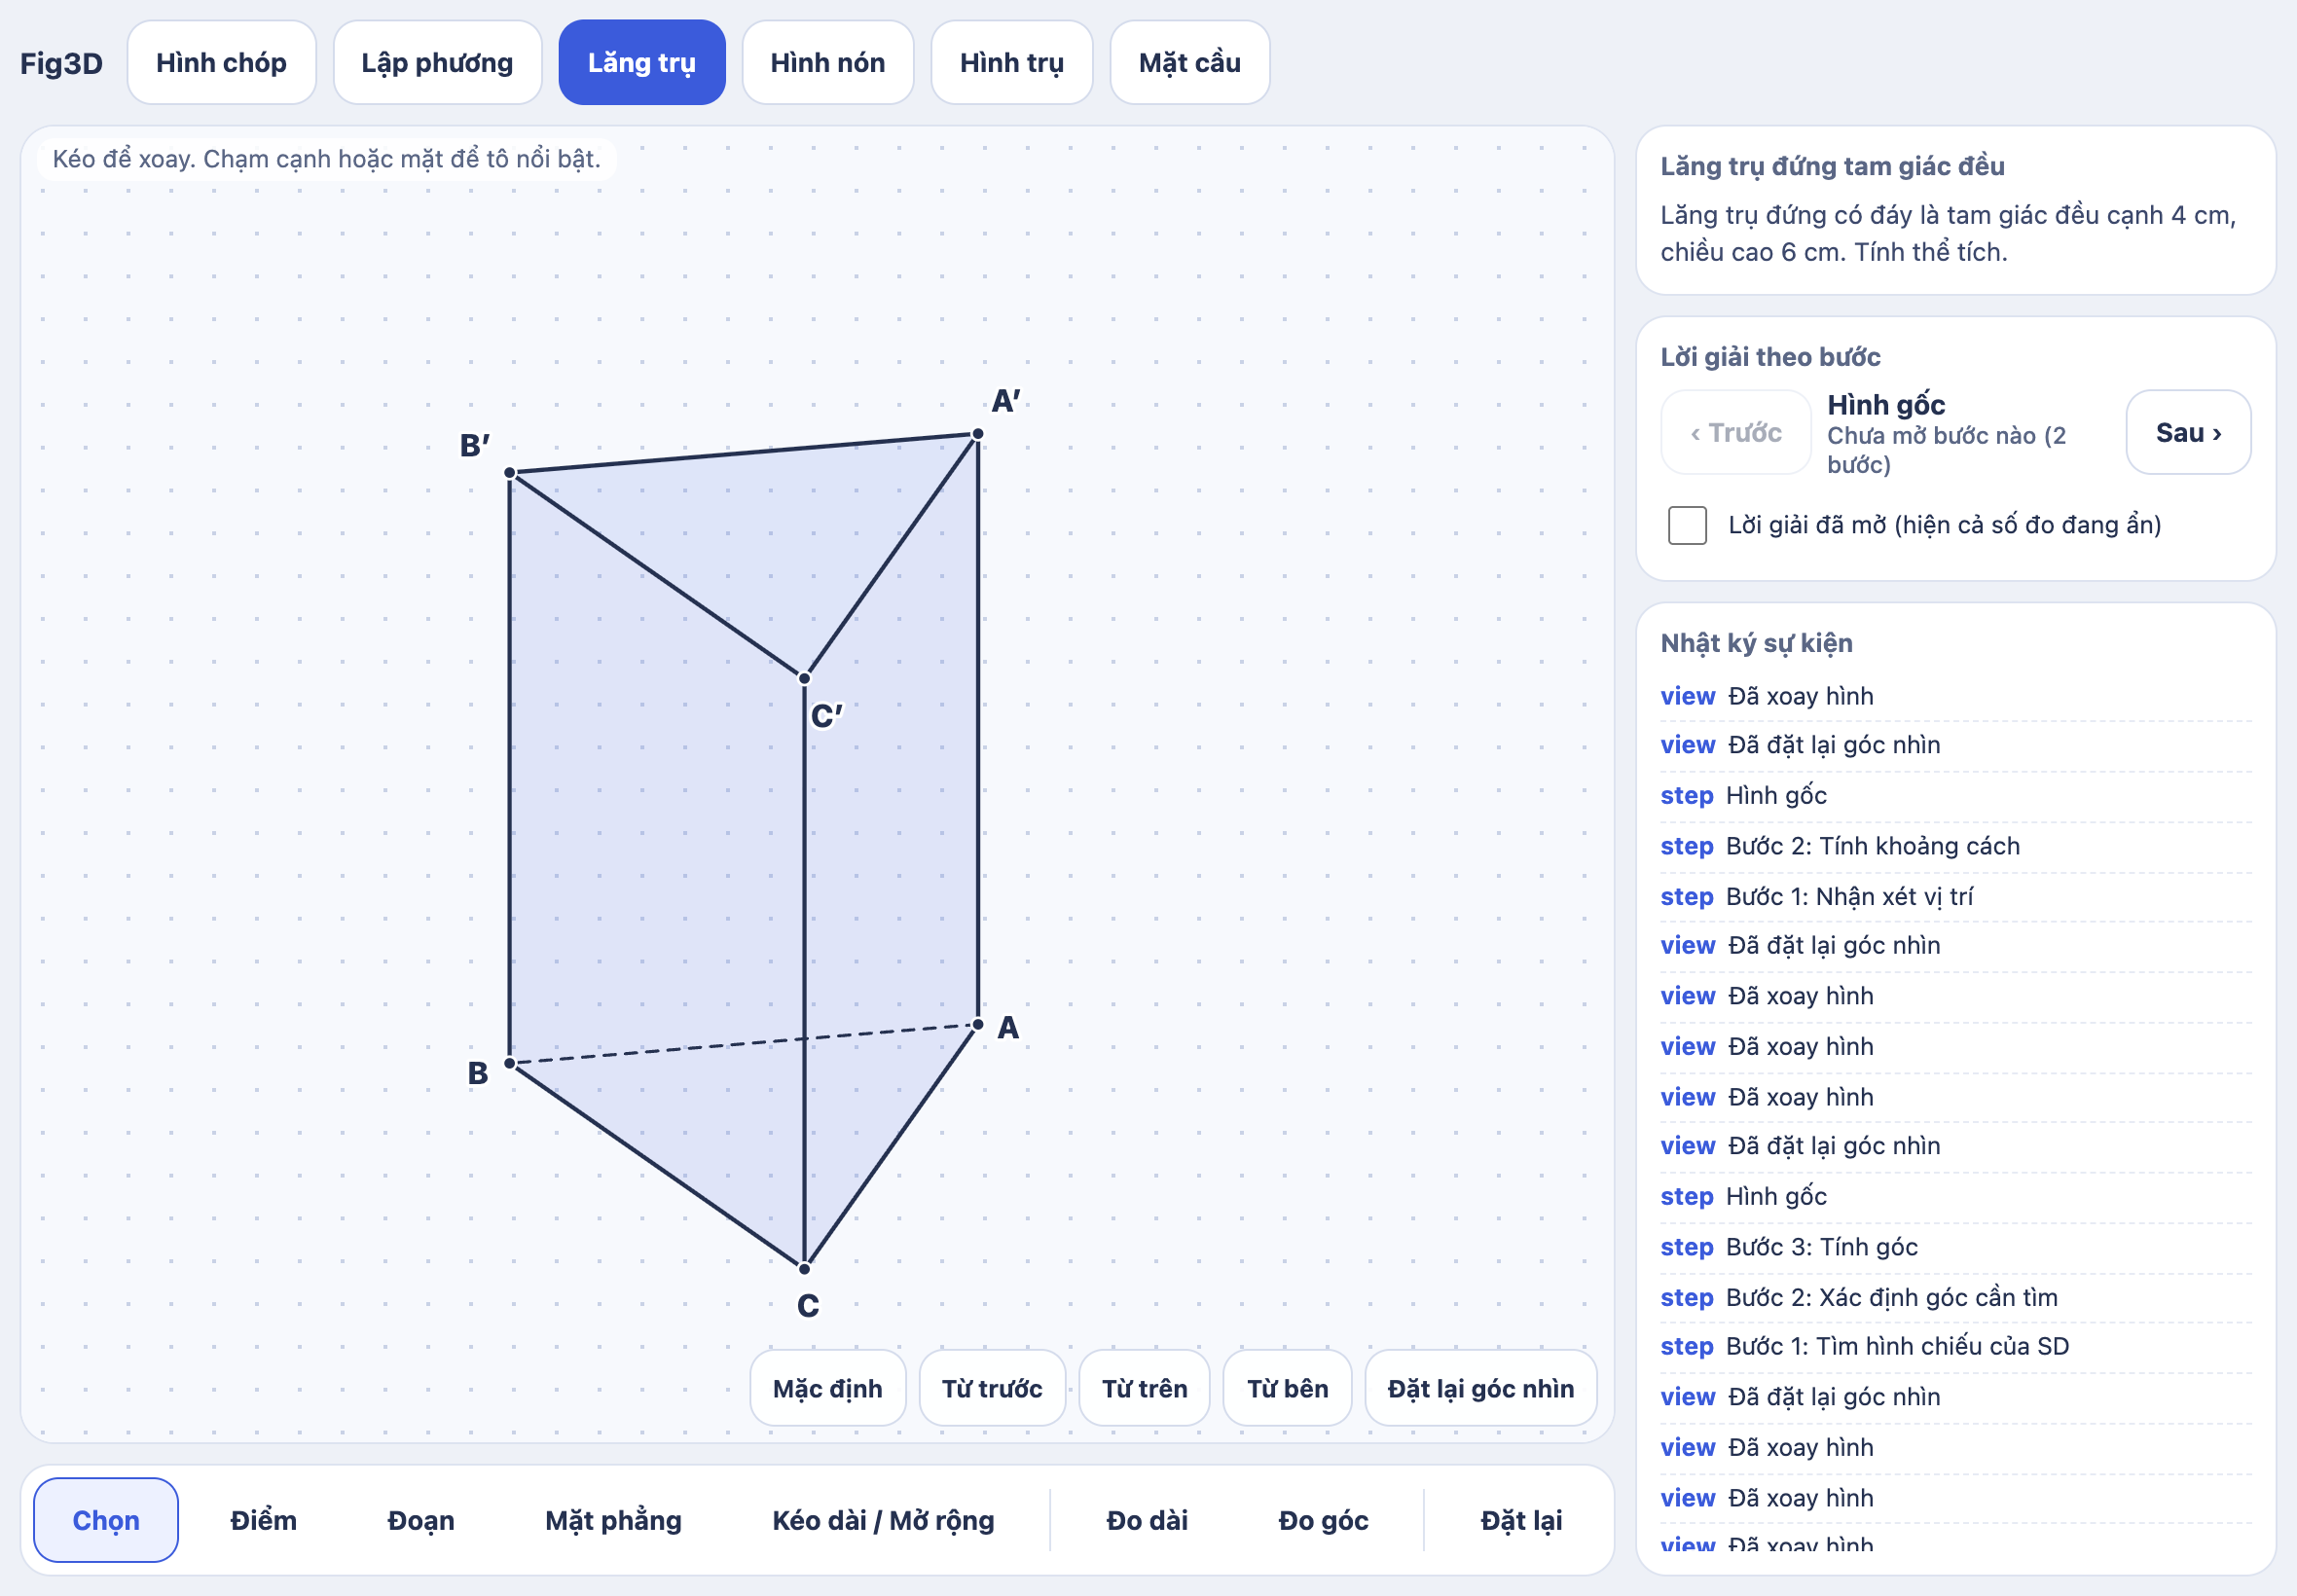 Fig3D
Hình chóp
Lập phương
Lăng trụ
Hình nón
Hình trụ
Mặt cầu
Kéo để xoay. Chạm cạnh hoặc mặt để tô nổi bật.
A′
B′
C′
A
B
C
Mặc định
Từ trước
Từ trên
Từ bên
Đặt lại góc nhìn
Chọn
Điểm
Đoạn
Mặt phẳng
Kéo dài / Mở rộng
Đo dài
Đo góc
Đặt lại
Lăng trụ đứng tam giác đều
Lăng trụ đứng có đáy là tam giác đều cạnh 4 cm,
chiều cao 6 cm. Tính thể tích.
Lời giải theo bước
‹ Trước
Hình gốc
Chưa mở bước nào (2
bước)
Sau ›
Lời giải đã mở (hiện cả số đo đang ẩn)
Nhật ký sự kiện
view Đã xoay hình
view Đã đặt lại góc nhìn
step Hình gốc
step Bước 2: Tính khoảng cách
step Bước 1: Nhận xét vị trí
view Đã đặt lại góc nhìn
view Đã xoay hình
view Đã xoay hình
view Đã xoay hình
view Đã đặt lại góc nhìn
step Hình gốc
step Bước 3: Tính góc
step Bước 2: Xác định góc cần tìm
step Bước 1: Tìm hình chiếu của SD
view Đã đặt lại góc nhìn
view Đã xoay hình
view Đã xoay hình
view Đã xoay hình